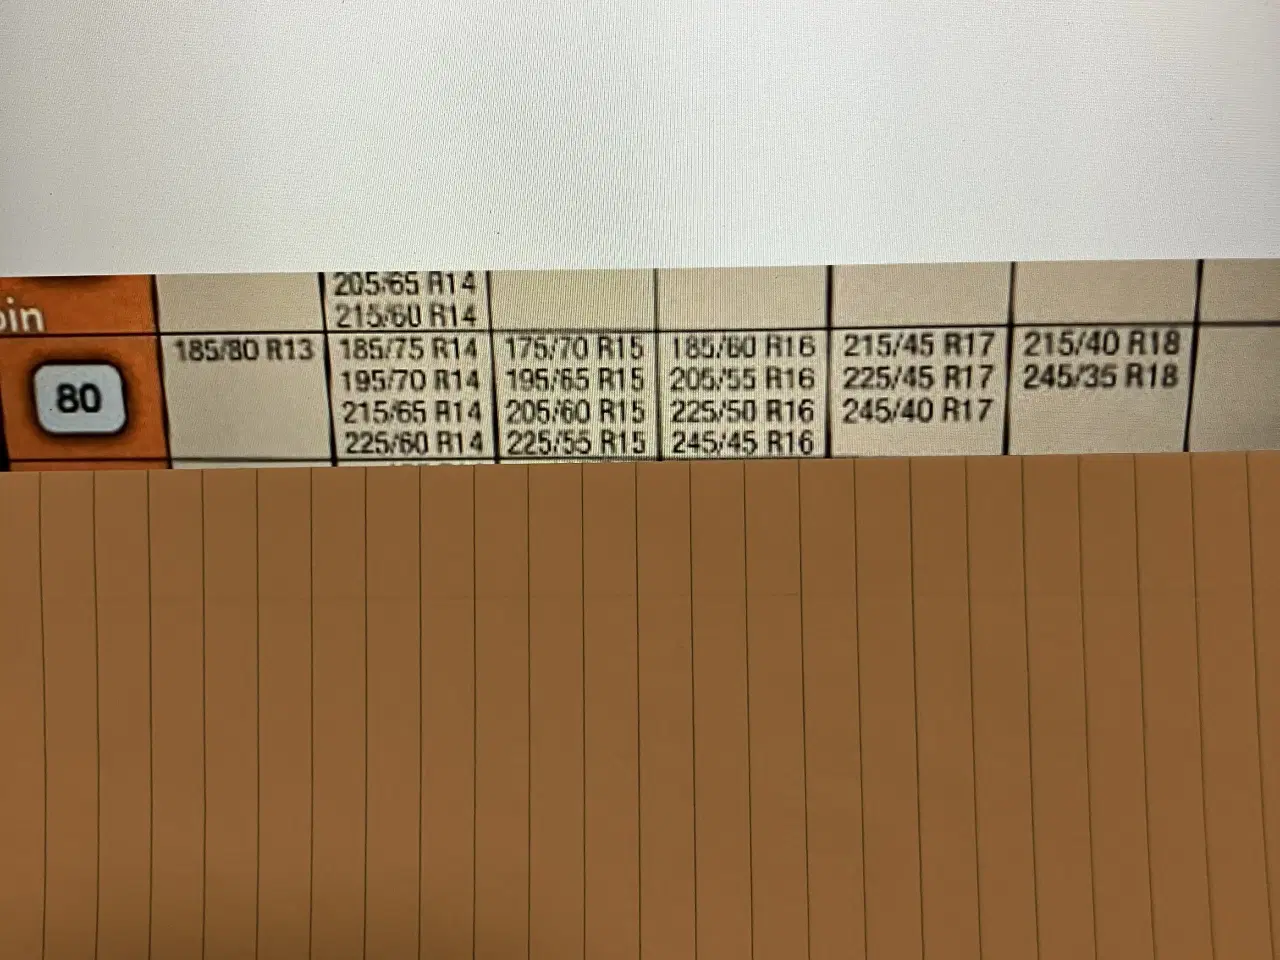 205/65 R14
215/60 R14
oin
80
185/80 R13
185/75 R14
195/70 R14
215/65 R14
225/60 R14
175/70 R15
195/65 R15
205/60 R15
225/55 R15
185/60 R16
205/55 R16
225/50 R16
245/45 R16
215/45 R17
225/45 R17
245/40 R17
215/40 R18
245/35 R18